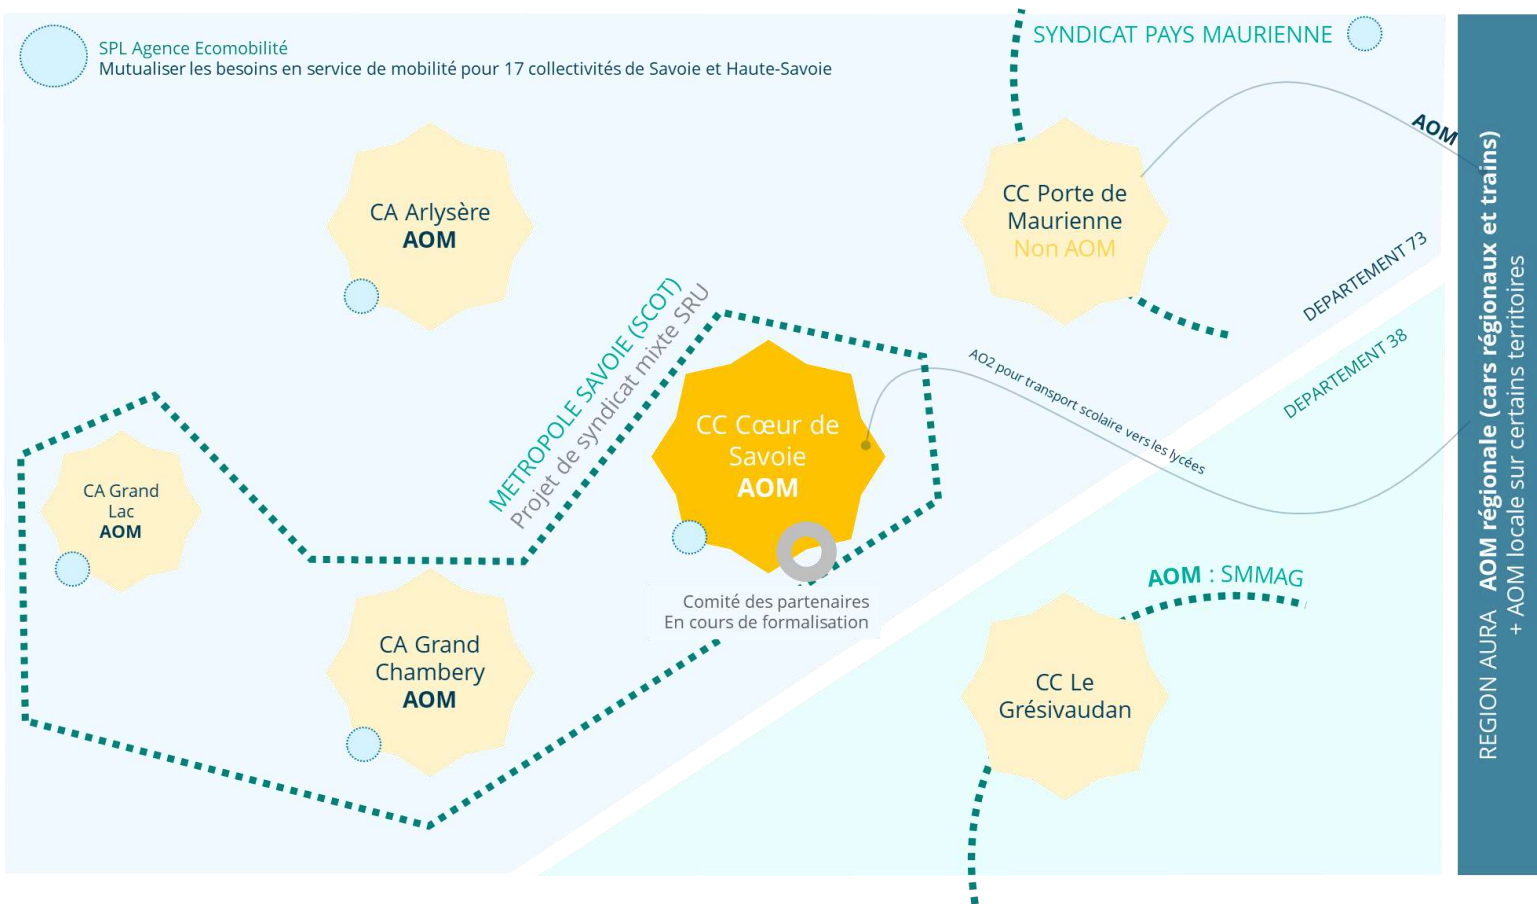 SPL Agence Ecomobilité
Mutualiser les besoins en service de mobilité pour 17 collectivités de Savoie et Haute-Savoie
SYNDICAT PAYS MAURIENNE
AOM
CA Arlysère
AOM
CC Porte de
Maurienne
Non AOM
DEPARTEMENT 73
DEPARTEMENT 38
METROPOLE SAVOIE (SCOT)
Projet de syndicat mixte SRU
AO2 pour transport scolaire vers les lycées
CC Cœur de
Savoie
AOM
CA Grand
Lac
AOM
Comité des partenaires
En cours de formalisation
AOM : SMMAG
CA Grand
Chambery
AOM
CC Le
Grésivaudan
REGION AURA AOM régionale (cars régionaux et trains)
+ AOM locale sur certains territoires